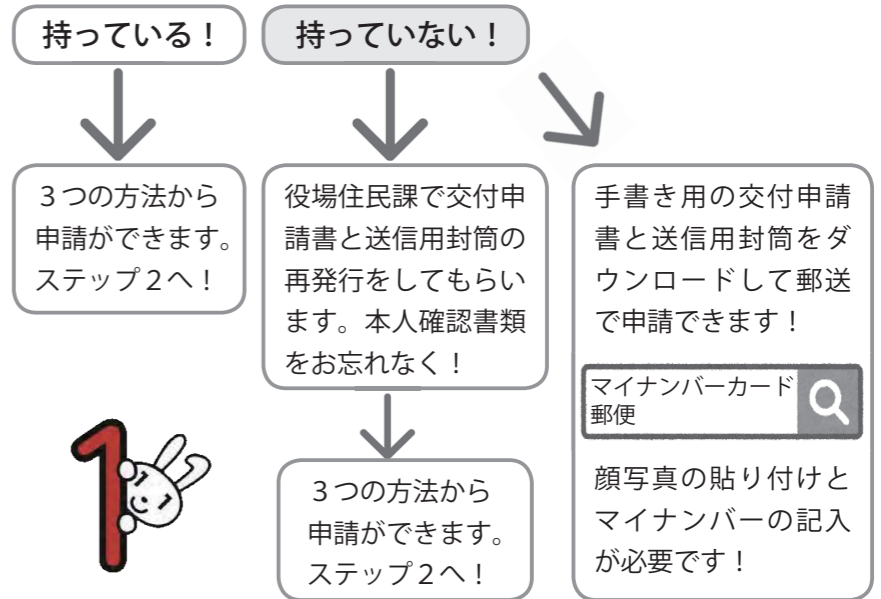 持っている！
持っていない！
３つの方法から
申請ができます。
ステップ２へ！
役場住民課で交付申
請書と送信用封筒の
再発行をしてもらい
ます。本人確認書類
をお忘れなく！
３つの方法から
申請ができます。
ステップ２へ！
手書き用の交付申請
書と送信用封筒をダ
ウンロードして郵送
で申請できます！
マイナンバーカード
郵便
顔写真の貼り付けと
マイナンバーの記入
が必要です！
1